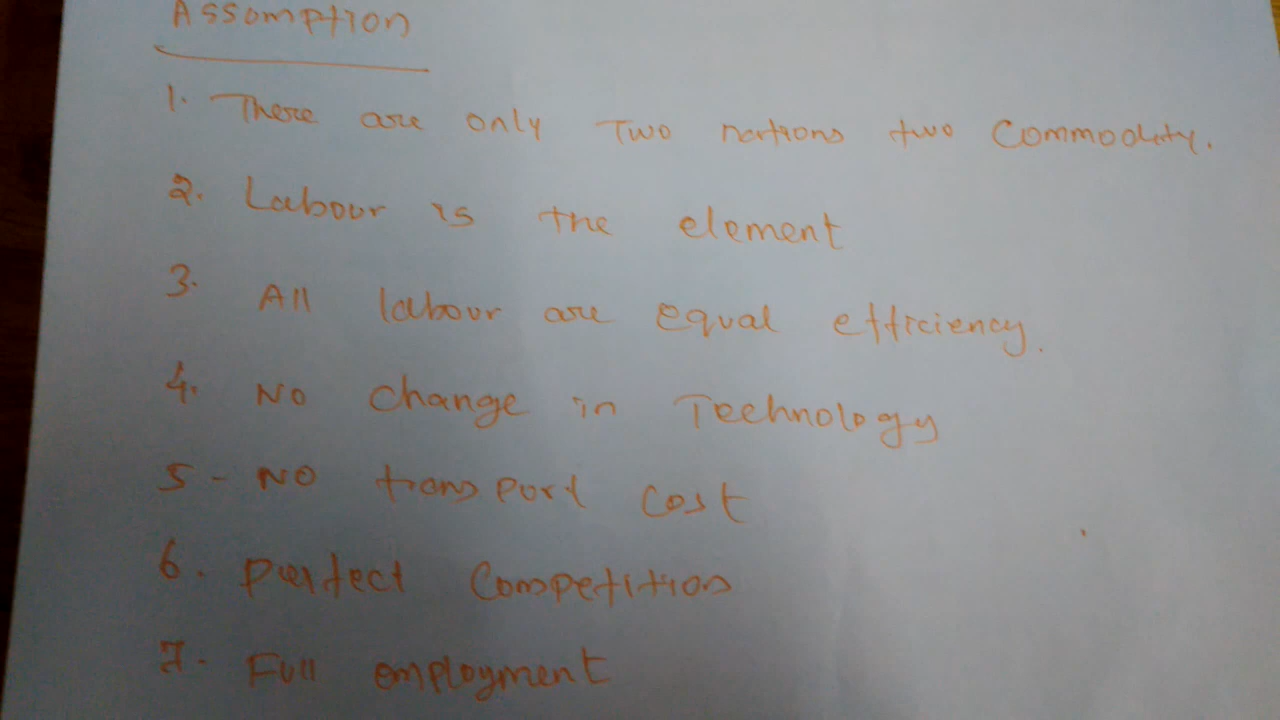 Assomption
1. There are only Two nations two Commodity.
2. Labour is the element
3. All labour are equal efficiency.
4. No change in Technology
5 - No transport cost
6. Perfect Competition
7. Full employment